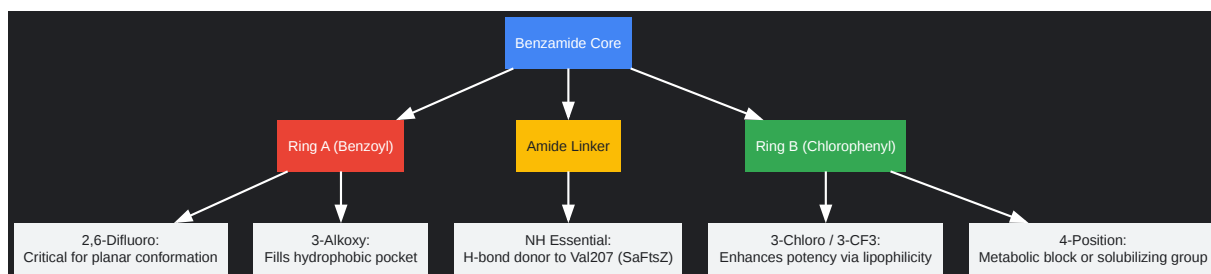 Benzamide Core
Ring A (Benzoyl)
Amide Linker
Ring B (Chlorophenyl)
2,6-Difluoro:
Critical for planar conformation
3-Alkoxy:
Fills hydrophobic pocket
NH Essential:
H-bond donor to Val207 (SaFtsZ)
3-Chloro / 3-CF3:
Enhances potency via lipophilicity
4-Position:
Metabolic block or solubilizing group